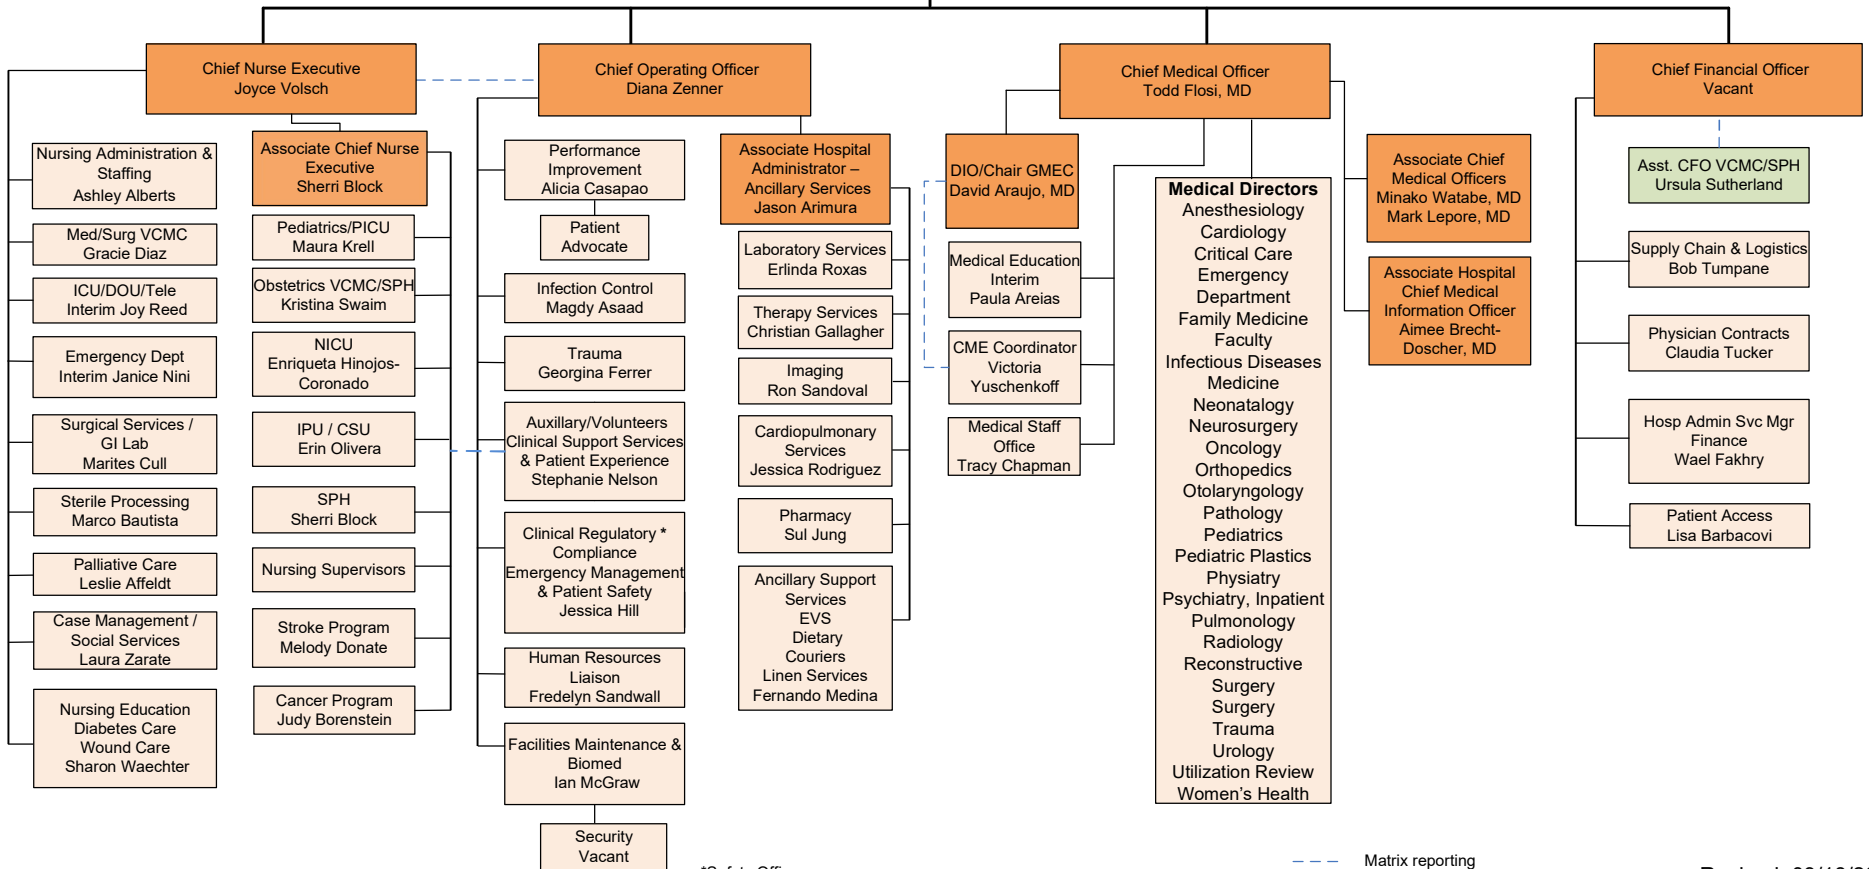 Chief Nurse Executive
Joyce Volsch
Chief Operating Officer
Diana Zenner
Chief Medical Officer
Todd Flosi, MD
Chief Financial Officer
Vacant
Nursing Administration &
Staffing
Ashley Alberts
Med/Surg VCMC
Gracie Diaz
ICU/DOU/Tele
Interim Joy Reed
Emergency Dept
Interim Janice Nini
Surgical Services /
GI Lab
Marites Cull
Sterile Processing
Marco Bautista
Palliative Care
Leslie Affeldt
Case Management /
Social Services
Laura Zarate
Nursing Education
Diabetes Care
Wound Care
Sharon Waechter
Associate Chief Nurse
Executive
Sherri Block
Pediatrics/PICU
Maura Krell
Obstetrics VCMC/SPH
Kristina Swaim
NICU
Enriqueta Hinojos-
Coronado
IPU / CSU
Erin Olivera
SPH
Sherri Block
Nursing Supervisors
Stroke Program
Melody Donate
Cancer Program
Judy Borenstein
Performance
Improvement
Alicia Casapao
Patient
Advocate
Infection Control
Magdy Asaad
Trauma
Georgina Ferrer
Auxillary/Volunteers
Clinical Support Services
& Patient Experience
Stephanie Nelson
Clinical Regulatory *
Compliance
Emergency Management
& Patient Safety
Jessica Hill
Human Resources
Liaison
Fredelyn Sandwall
Facilities Maintenance &
Biomed
Ian McGraw
Security
Vacant
Associate Hospital
Administrator –
Ancillary Services
Jason Arimura
Laboratory Services
Erlinda Roxas
Therapy Services
Christian Gallagher
Imaging
Ron Sandoval
Cardiopulmonary
Services
Jessica Rodriguez
Pharmacy
Sul Jung
Ancillary Support
Services
EVS
Dietary
Couriers
Linen Services
Fernando Medina
DIO/Chair GMEC
David Araujo, MD
Medical Education
Interim
Paula Areias
CME Coordinator
Victoria
Yuschenkoff
Medical Staff
Office
Tracy Chapman
Medical Directors
Anesthesiology
Cardiology
Critical Care
Emergency
Department
Family Medicine
Faculty
Infectious Diseases
Medicine
Neonatalogy
Neurosurgery
Oncology
Orthopedics
Otolaryngology
Pathology
Pediatrics
Pediatric Plastics
Physiatry
Psychiatry, Inpatient
Pulmonology
Radiology
Reconstructive
Surgery
Surgery
Trauma
Urology
Utilization Review
Women's Health
Associate Chief
Medical Officers
Minako Watabe, MD
Mark Lepore, MD
Associate Hospital
Chief Medical
Information Officer
Aimee Brecht-
Doscher, MD
Asst. CFO VCMC/SPH
Ursula Sutherland
Supply Chain & Logistics
Bob Tumpane
Physician Contracts
Claudia Tucker
Hosp Admin Svc Mgr
Finance
Wael Fakhry
Patient Access
Lisa Barbacovi
Matrix reporting